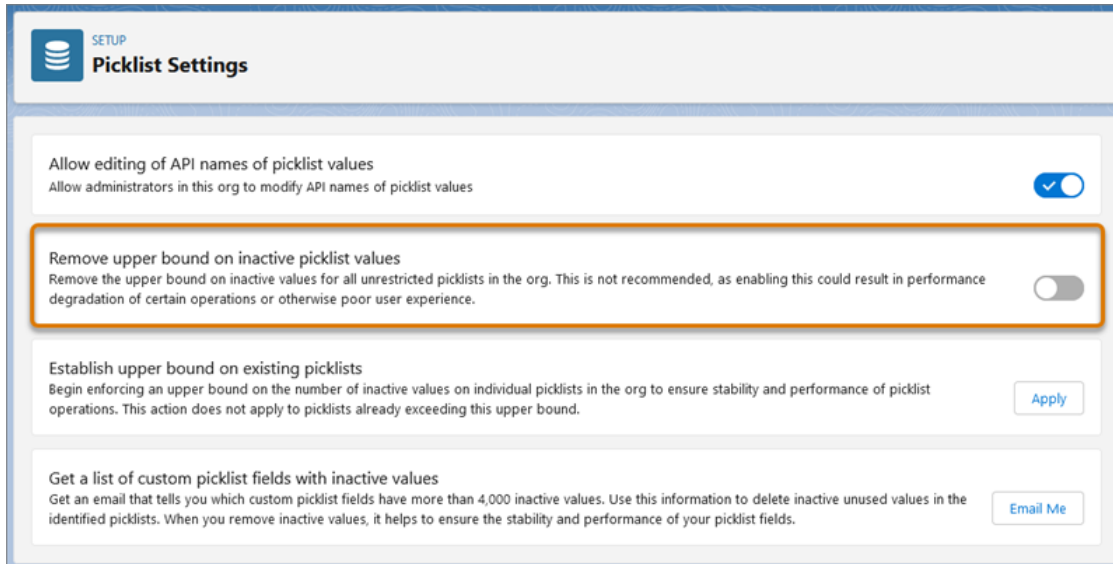 SETUP
Picklist Settings
Allow editing of API names of picklist values
Allow administrators in this org to modify API names of picklist values
Remove upper bound on inactive picklist values
Remove the upper bound on inactive values for all unrestricted picklists in the org. This is not recommended, as enabling this could result in performance
degradation of certain operations or otherwise poor user experience.
Establish upper bound on existing picklists
Begin enforcing an upper bound on the number of inactive values on individual picklists in the org to ensure stability and performance of picklist
operations. This action does not apply to picklists already exceeding this upper bound.
Apply
Get a list of custom picklist fields with inactive values
Get an email that tells you which custom picklist fields have more than 4,000 inactive values. Use this information to delete inactive unused values in the
identified picklists. When you remove inactive values, it helps to ensure the stability and performance of your picklist fields.
Email Me